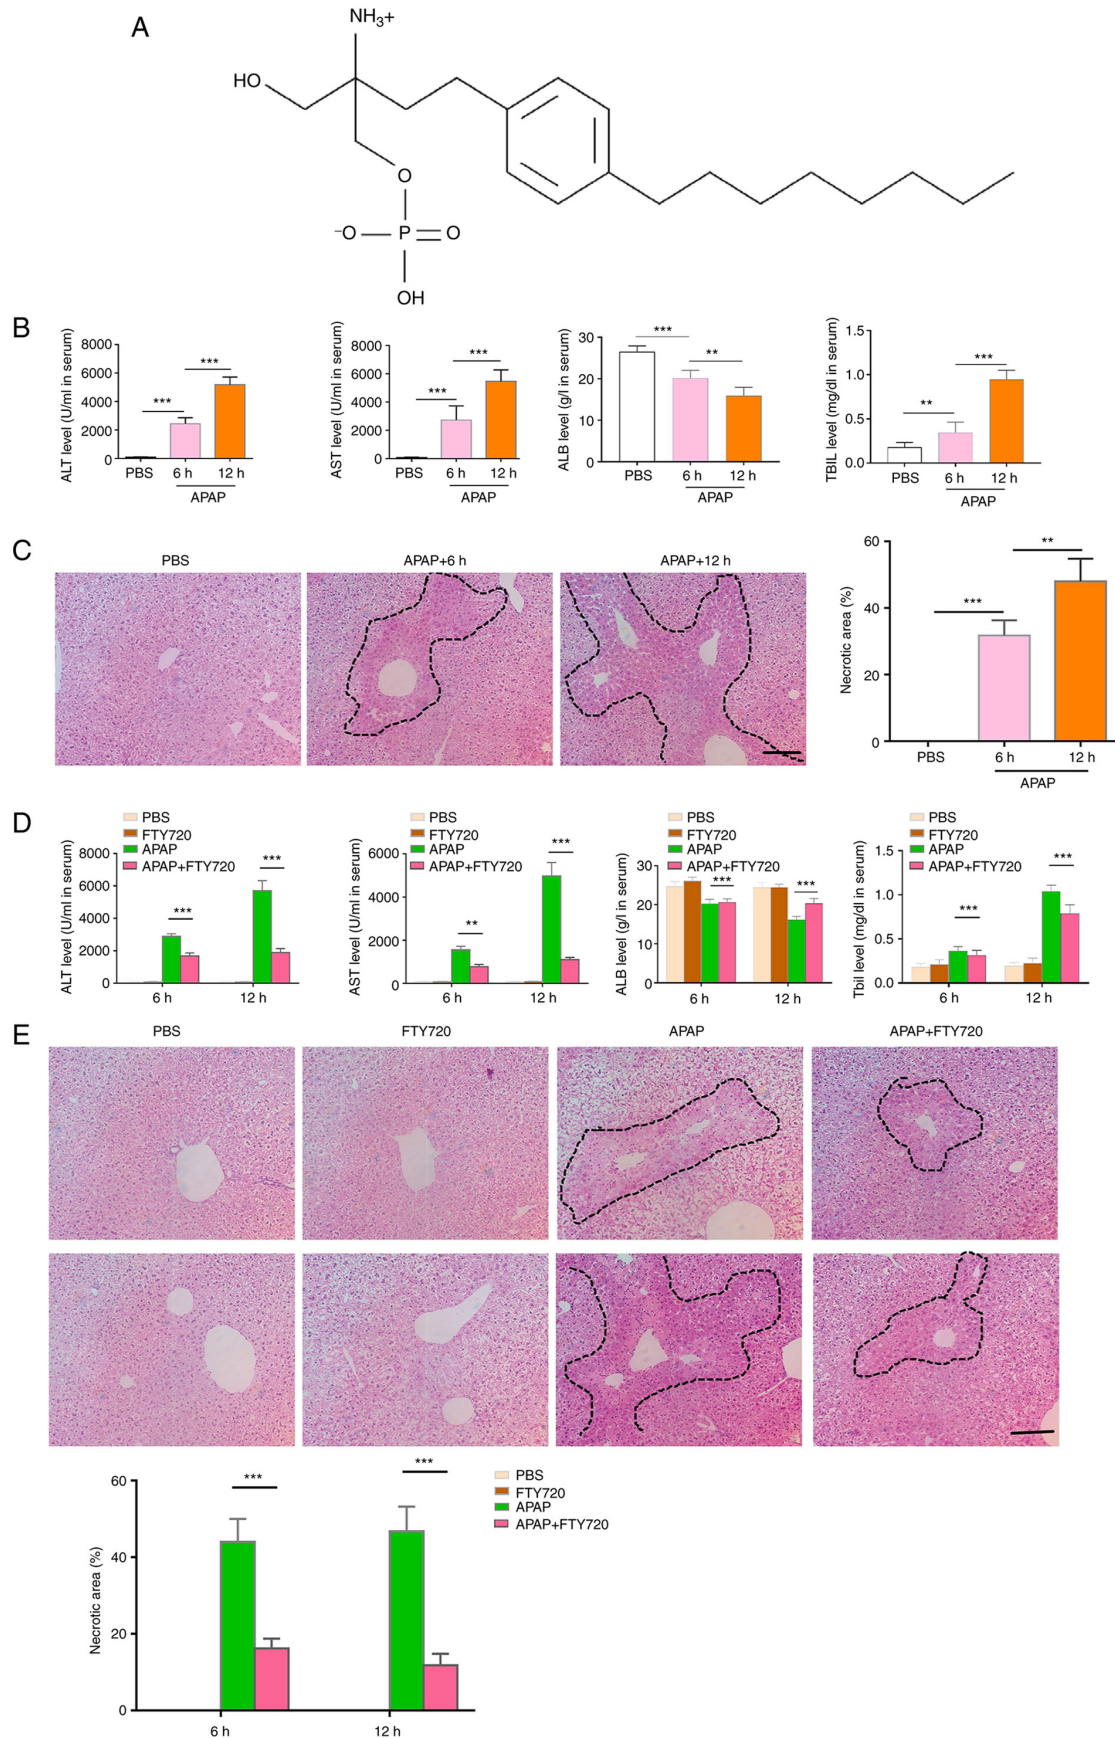 A
NH₃+
HO
O
⁻O
P
O
OH
B
ALT level (U/ml in serum)
8000
6000
4000
2000
0
***
***
PBS
6 h
12 h
APAP
AST level (U/ml in serum)
8000
6000
4000
2000
0
***
***
PBS
6 h
12 h
APAP
ALB level (g/l in serum)
30
20
10
0
***
**
PBS
6 h
12 h
APAP
TBIL level (mg/dl in serum)
1.5
1.0
0.5
0.0
**
***
PBS
6 h
12 h
APAP
C
PBS
APAP+6 h
APAP+12 h
Necrotic area (%)
60
40
20
0
***
**
PBS
6 h
12 h
APAP
D
PBS
FTY720
APAP
APAP+FTY720
ALT level (U/ml in serum)
8000
6000
4000
2000
0
***
***
6 h
12 h
PBS
FTY720
APAP
APAP+FTY720
AST level (U/ml in serum)
6000
4000
2000
0
**
***
6 h
12 h
PBS
FTY720
APAP
APAP+FTY720
ALB level (g/l in serum)
30
20
10
0
***
***
6 h
12 h
PBS
FTY720
APAP
APAP+FTY720
Tbil level (mg/dl in serum)
1.5
1.0
0.5
0.0
***
***
6 h
12 h
E
PBS
FTY720
APAP
APAP+FTY720
Necrotic area (%)
60
40
20
0
***
***
6 h
12 h
PBS
FTY720
APAP
APAP+FTY720